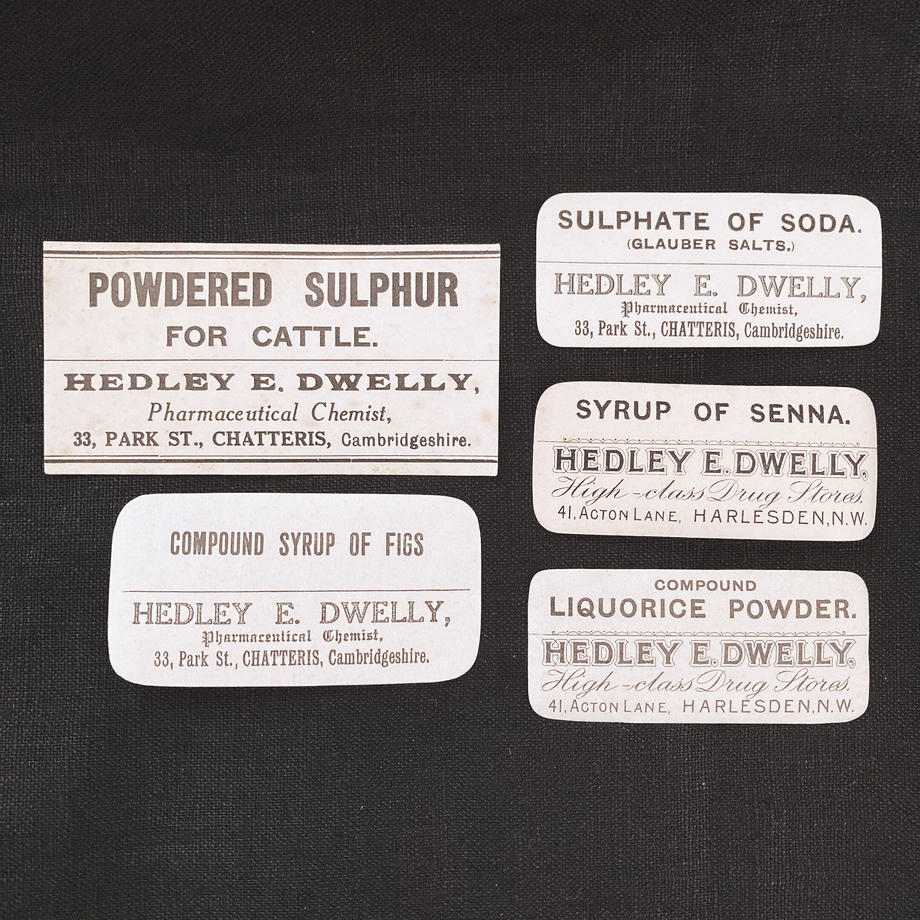 POWDERED SULPHUR
FOR CATTLE.
HEDLEY E. DWELLY,
Pharmaceutical Chemist,
33, PARK ST., CHATTERIS, Cambridgeshire.
COMPOUND SYRUP OF FIGS
HEDLEY E. DWELLY,
Pharmaceutical Chemist,
33, Park St., CHATTERIS, Cambridgeshire.
SULPHATE OF SODA.
(GLAUBER SALTS.)
HEDLEY E. DWELLY,
Pharmaceutical Chemist,
33, Park St., CHATTERIS, Cambridgeshire.
SYRUP OF SENNA.
HEDLEY E. DWELLY,
High-class Drug Stores,
41, ACTON LANE, HARLESDEN, N.W.
COMPOUND
LIQUORICE POWDER.
HEDLEY E. DWELLY,
High-class Drug Stores,
41, ACTON LANE, HARLESDEN, N.W.